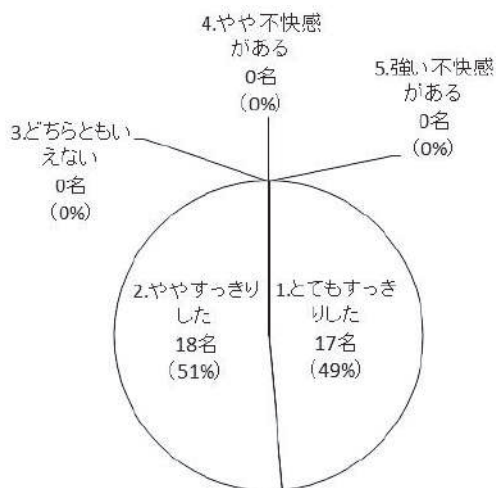 4.やや不快感
がある
0名
(0%)
5.強い不快感
がある
0名
(0%)
3.どちらともい
えない
0名
(0%)
2.ややすっきり
した
18名
(51%)
1.とてもすっき
りした
17名
(49%)